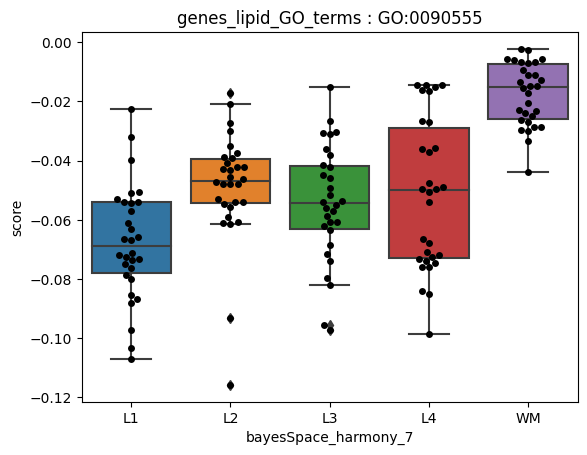 genes_lipid_GO_terms : GO:0090555
0.00
−0.02
−0.04
−0.06
−0.08
−0.10
−0.12
score
L1 L2 L3 L4 WM
bayesSpace_harmony_7